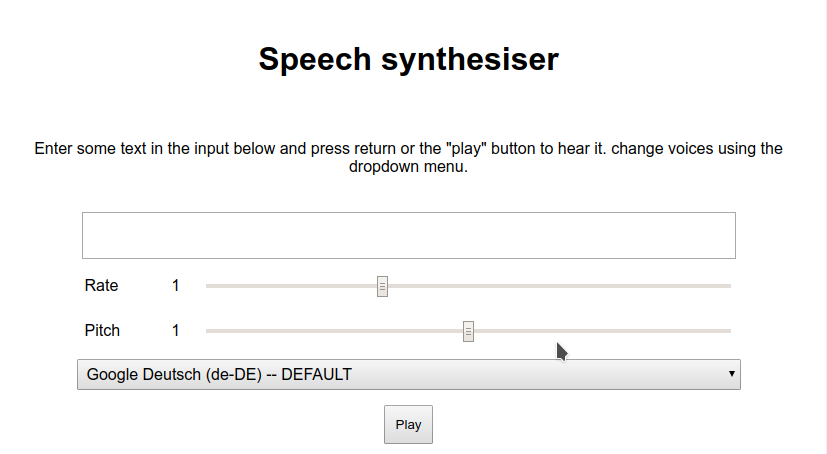 Speech synthesiser
Enter some text in the input below and press return or the "play" button to hear it. change voices using the
dropdown menu.
Rate 1
Pitch 1
Google Deutsch (de-DE) -- DEFAULT
Play